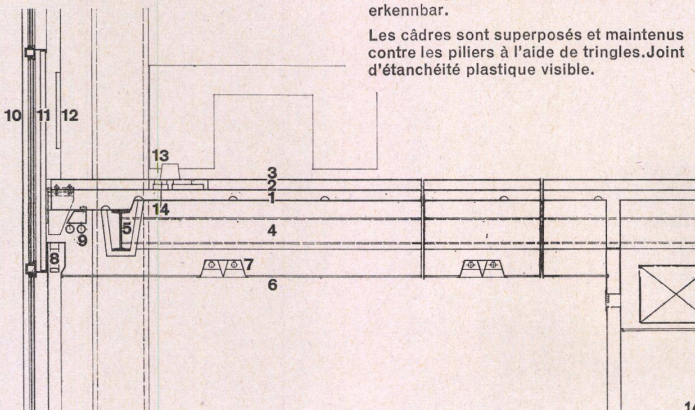 erkennbar.
Les câdres sont superposés et maintenus
contre les piliers à l'aide de tringles.Joint
d'étanchéité plastique visible.
10 11 12
13
3
2
1
14
5
4
9
8
7
6